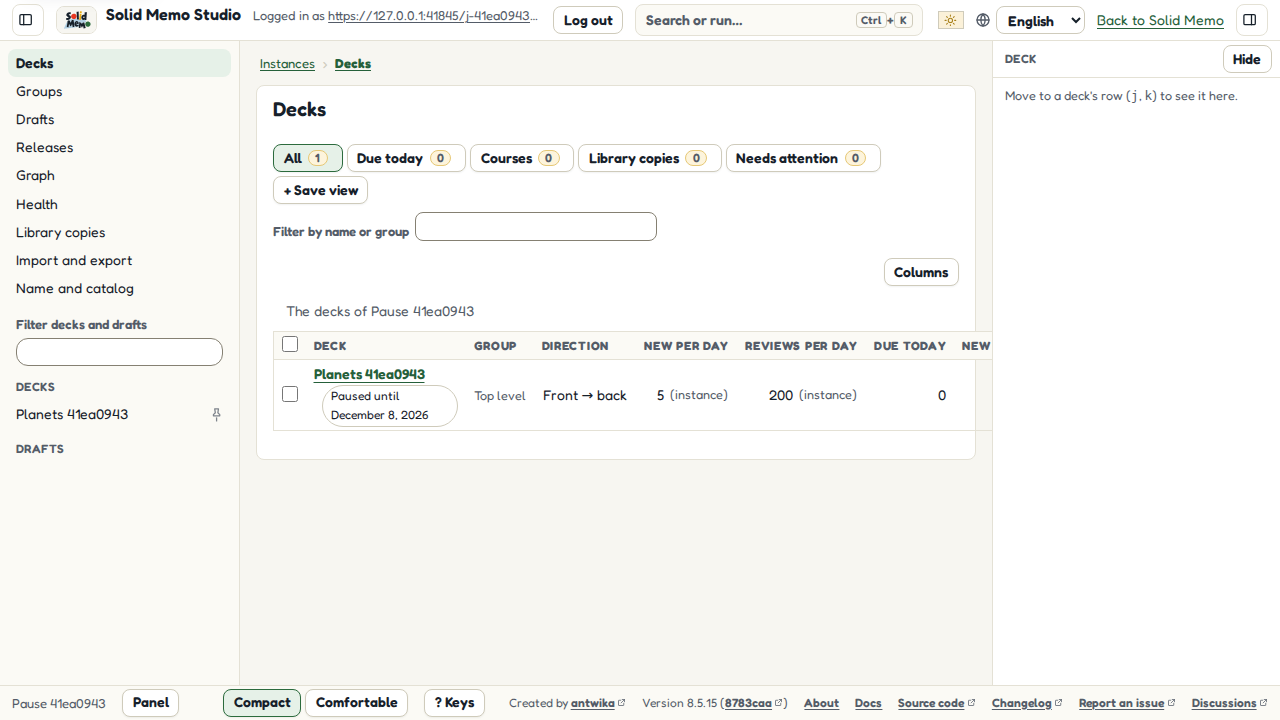 Solid Memo
Solid Memo Studio
Logged in as https://127.0.0.1:41845/j-41ea0943…
Log out
Search or run...
Ctrl+K
English
Back to Solid Memo
Decks
Groups
Drafts
Releases
Graph
Health
Library copies
Import and export
Name and catalog
Filter decks and drafts
DECKS
Planets 41ea0943
DRAFTS
Instances › Decks
Decks
All 1
Due today 0
Courses 0
Library copies 0
Needs attention 0
+ Save view
Filter by name or group
Columns
The decks of Pause 41ea0943
DECK GROUP DIRECTION NEW PER DAY REVIEWS PER DAY DUE TODAY NEW
Planets 41ea0943
Paused until
December 8, 2026
Top level Front → back 5 (instance) 200 (instance) 0
DECK
Hide
Move to a deck's row (j, k) to see it here.
Pause 41ea0943
Panel
Compact
Comfortable
? Keys
Created by antwika
Version 8.5.15 (8783caa)
About
Docs
Source code
Changelog
Report an issue
Discussions